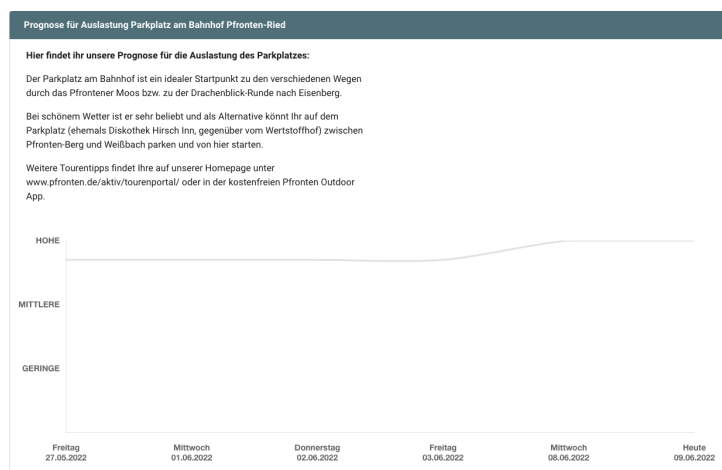 Prognose für Auslastung Parkplatz am Bahnhof Pfronten-Ried
Hier findet ihr unsere Prognose für die Auslastung des Parkplatzes:
Der Parkplatz am Bahnhof ist ein idealer Startpunkt zu den verschiedenen Wegen
durch das Pfrontener Moos bzw. zu der Drachenblick-Runde nach Eisenberg.
Bei schönem Wetter ist er sehr beliebt und als Alternative könnt Ihr auf dem
Parkplatz (ehemals Diskothek Hirsch Inn, gegenüber vom Wertstoffhof) zwischen
Pfronten-Berg und Weißbach parken und von hier starten.
Weitere Tourentipps findet Ihre auf unserer Homepage unter
www.pfronten.de/aktiv/tourenportal/ oder in der kostenfreien Pfronten Outdoor
App.
HOHE
MITTLERE
GERINGE
Freitag Mittwoch Donnerstag Freitag Mittwoch Heute
27.05.2022 01.06.2022 02.06.2022 03.06.2022 08.06.2022 09.06.2022